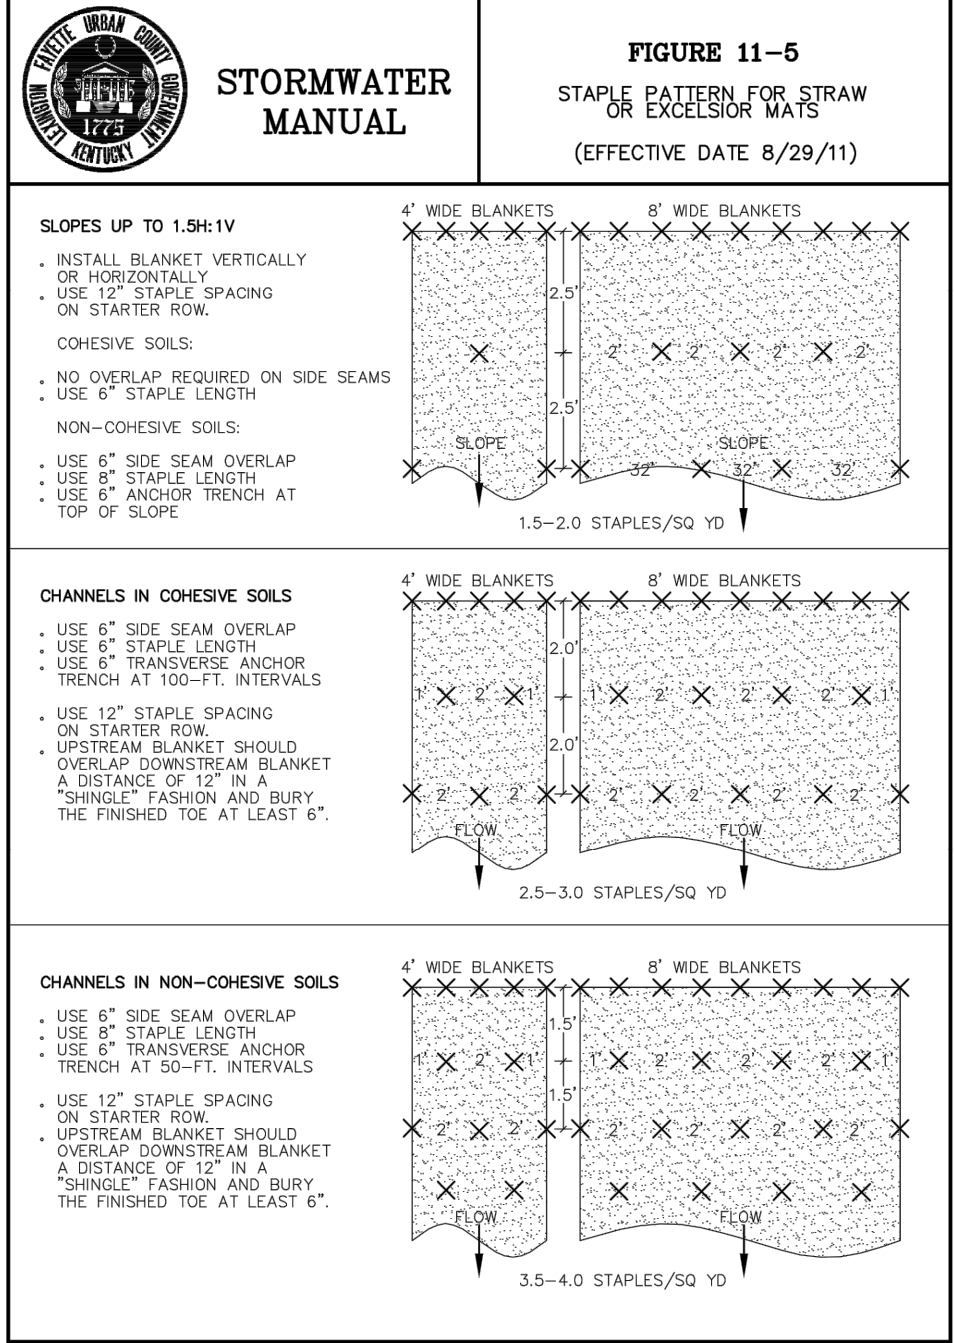 LEXINGTON FAYETTE URBAN COUNTY GOVERNMENT
1775
KENTUCKY
STORMWATER
MANUAL
FIGURE 11-5
STAPLE PATTERN FOR STRAW
OR EXCELSIOR MATS
(EFFECTIVE DATE 8/29/11)
SLOPES UP TO 1.5H:1V
. INSTALL BLANKET VERTICALLY
OR HORIZONTALLY
. USE 12" STAPLE SPACING
ON STARTER ROW.
COHESIVE SOILS:
. NO OVERLAP REQUIRED ON SIDE SEAMS
. USE 6" STAPLE LENGTH
NON-COHESIVE SOILS:
. USE 6" SIDE SEAM OVERLAP
. USE 8" STAPLE LENGTH
. USE 6" ANCHOR TRENCH AT
TOP OF SLOPE
4' WIDE BLANKETS 8' WIDE BLANKETS
2.5'
2' 2' 2' 2'
2.5'
SLOPE SLOPE
32' 32' 32'
1.5-2.0 STAPLES/SQ YD
CHANNELS IN COHESIVE SOILS
. USE 6" SIDE SEAM OVERLAP
. USE 6" STAPLE LENGTH
. USE 6" TRANSVERSE ANCHOR
TRENCH AT 100-FT. INTERVALS
. USE 12" STAPLE SPACING
ON STARTER ROW.
. UPSTREAM BLANKET SHOULD
OVERLAP DOWNSTREAM BLANKET
A DISTANCE OF 12" IN A
"SHINGLE" FASHION AND BURY
THE FINISHED TOE AT LEAST 6".
4' WIDE BLANKETS 8' WIDE BLANKETS
2.0'
1' 2' 1' 1' 2' 2' 2' 1'
2.0'
2' 2' 2' 2' 2' 2'
FLOW FLOW
2.5-3.0 STAPLES/SQ YD
CHANNELS IN NON-COHESIVE SOILS
. USE 6" SIDE SEAM OVERLAP
. USE 8" STAPLE LENGTH
. USE 6" TRANSVERSE ANCHOR
TRENCH AT 50-FT. INTERVALS
. USE 12" STAPLE SPACING
ON STARTER ROW.
. UPSTREAM BLANKET SHOULD
OVERLAP DOWNSTREAM BLANKET
A DISTANCE OF 12" IN A
"SHINGLE" FASHION AND BURY
THE FINISHED TOE AT LEAST 6".
4' WIDE BLANKETS 8' WIDE BLANKETS
1.5'
1' 2' 1' 1' 2' 2' 2' 1'
1.5'
2' 2' 2' 2' 2' 2'
FLOW FLOW
3.5-4.0 STAPLES/SQ YD